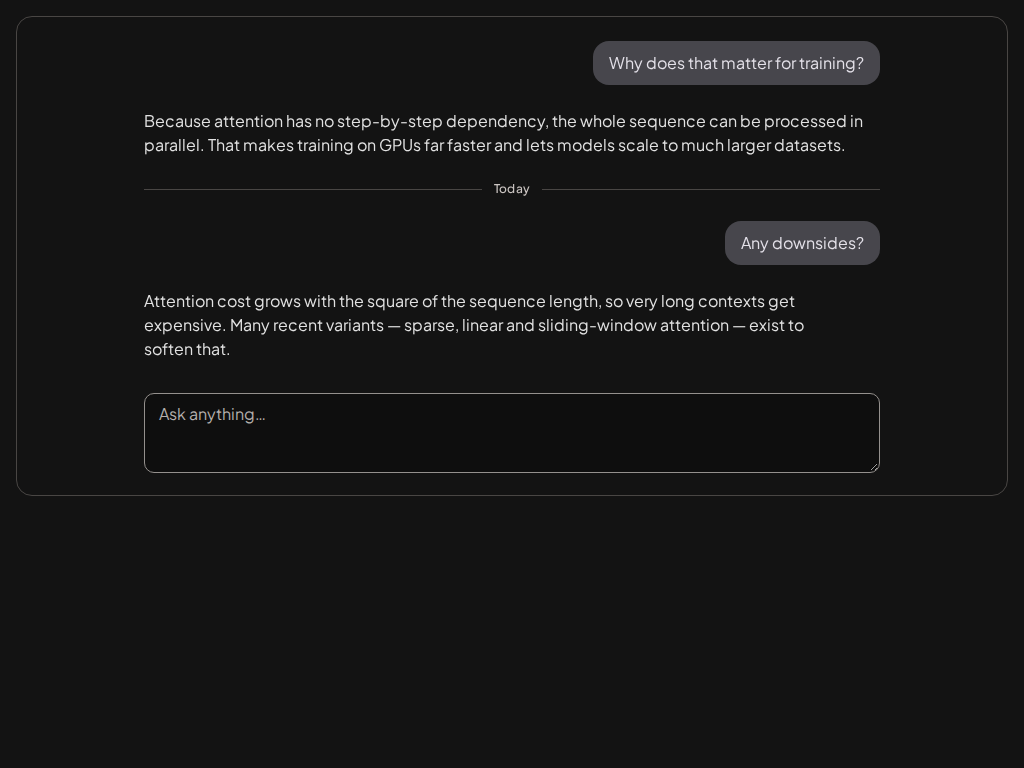 Why does that matter for training?
Because attention has no step-by-step dependency, the whole sequence can be processed in
parallel. That makes training on GPUs far faster and lets models scale to much larger datasets.
Today
Any downsides?
Attention cost grows with the square of the sequence length, so very long contexts get
expensive. Many recent variants — sparse, linear and sliding-window attention — exist to
soften that.
Ask anything…